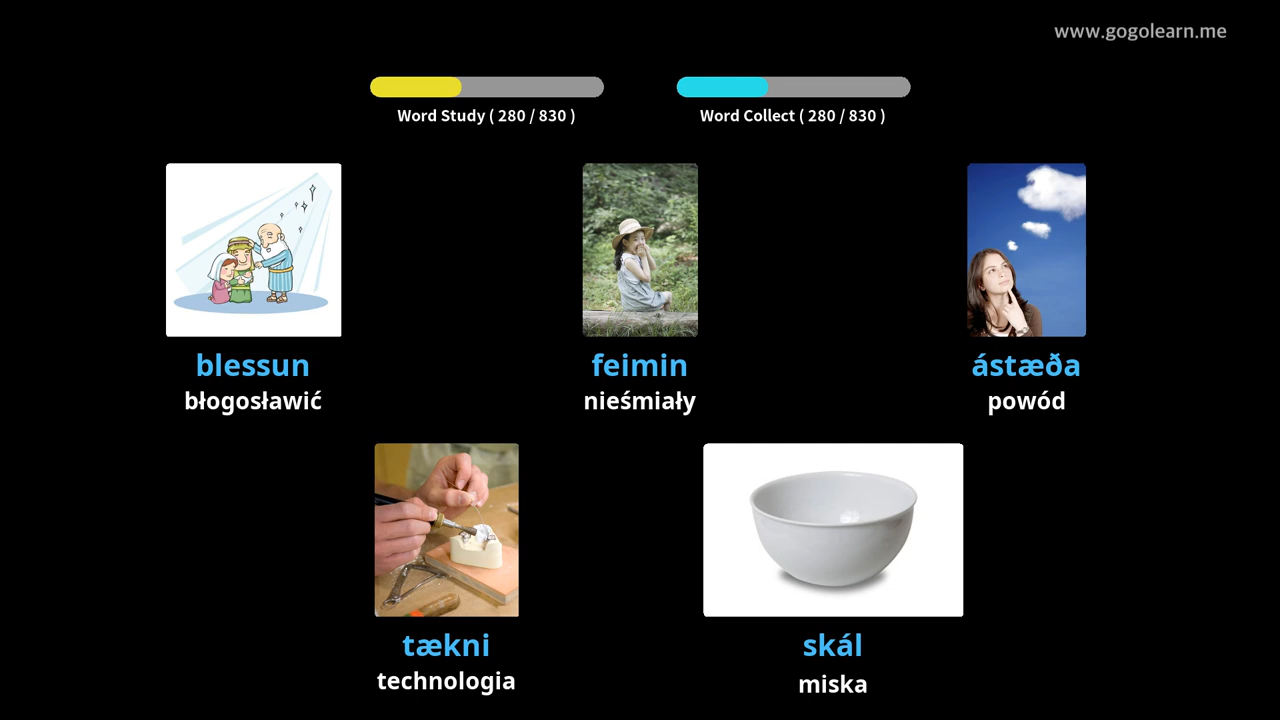 www.gogolearn.me
Word Study ( 280 / 830 )
Word Collect ( 280 / 830 )
blessun
błogosławić
feimin
nieśmiały
ástæða
powód
tækni
technologia
skál
miska